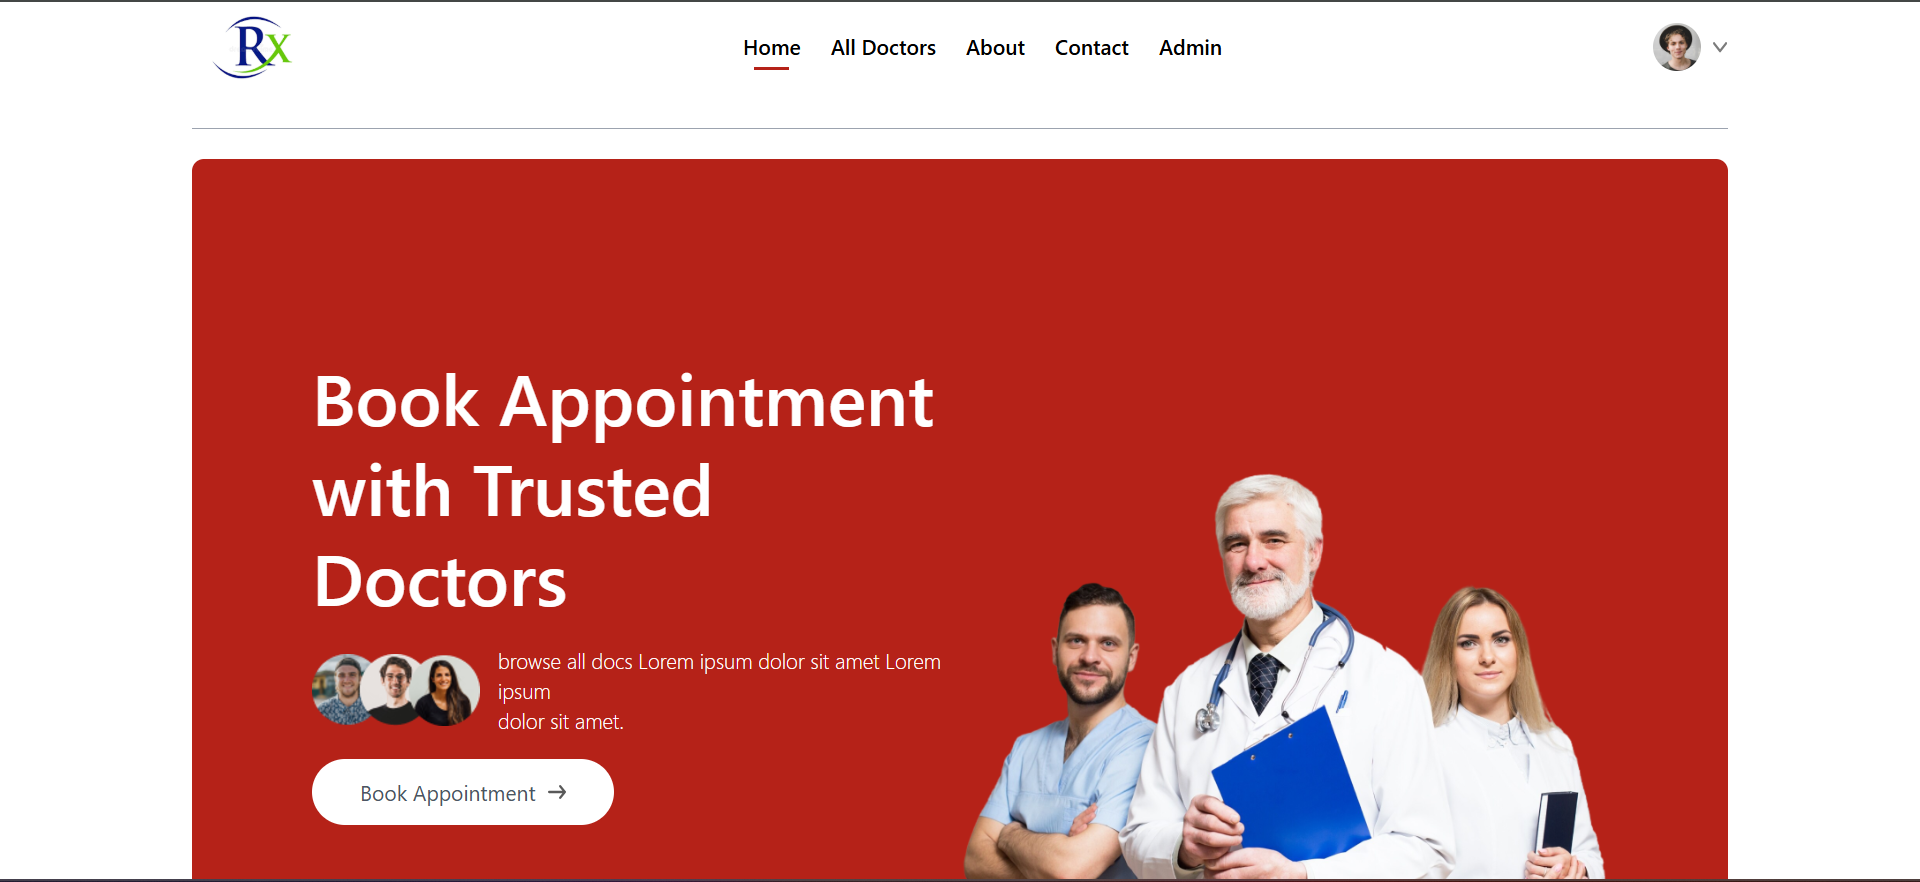 Rx
Home All Doctors About Contact Admin
Book Appointment
with Trusted
Doctors
browse all docs Lorem ipsum dolor sit amet Lorem
ipsum
dolor sit amet.
Book Appointment →